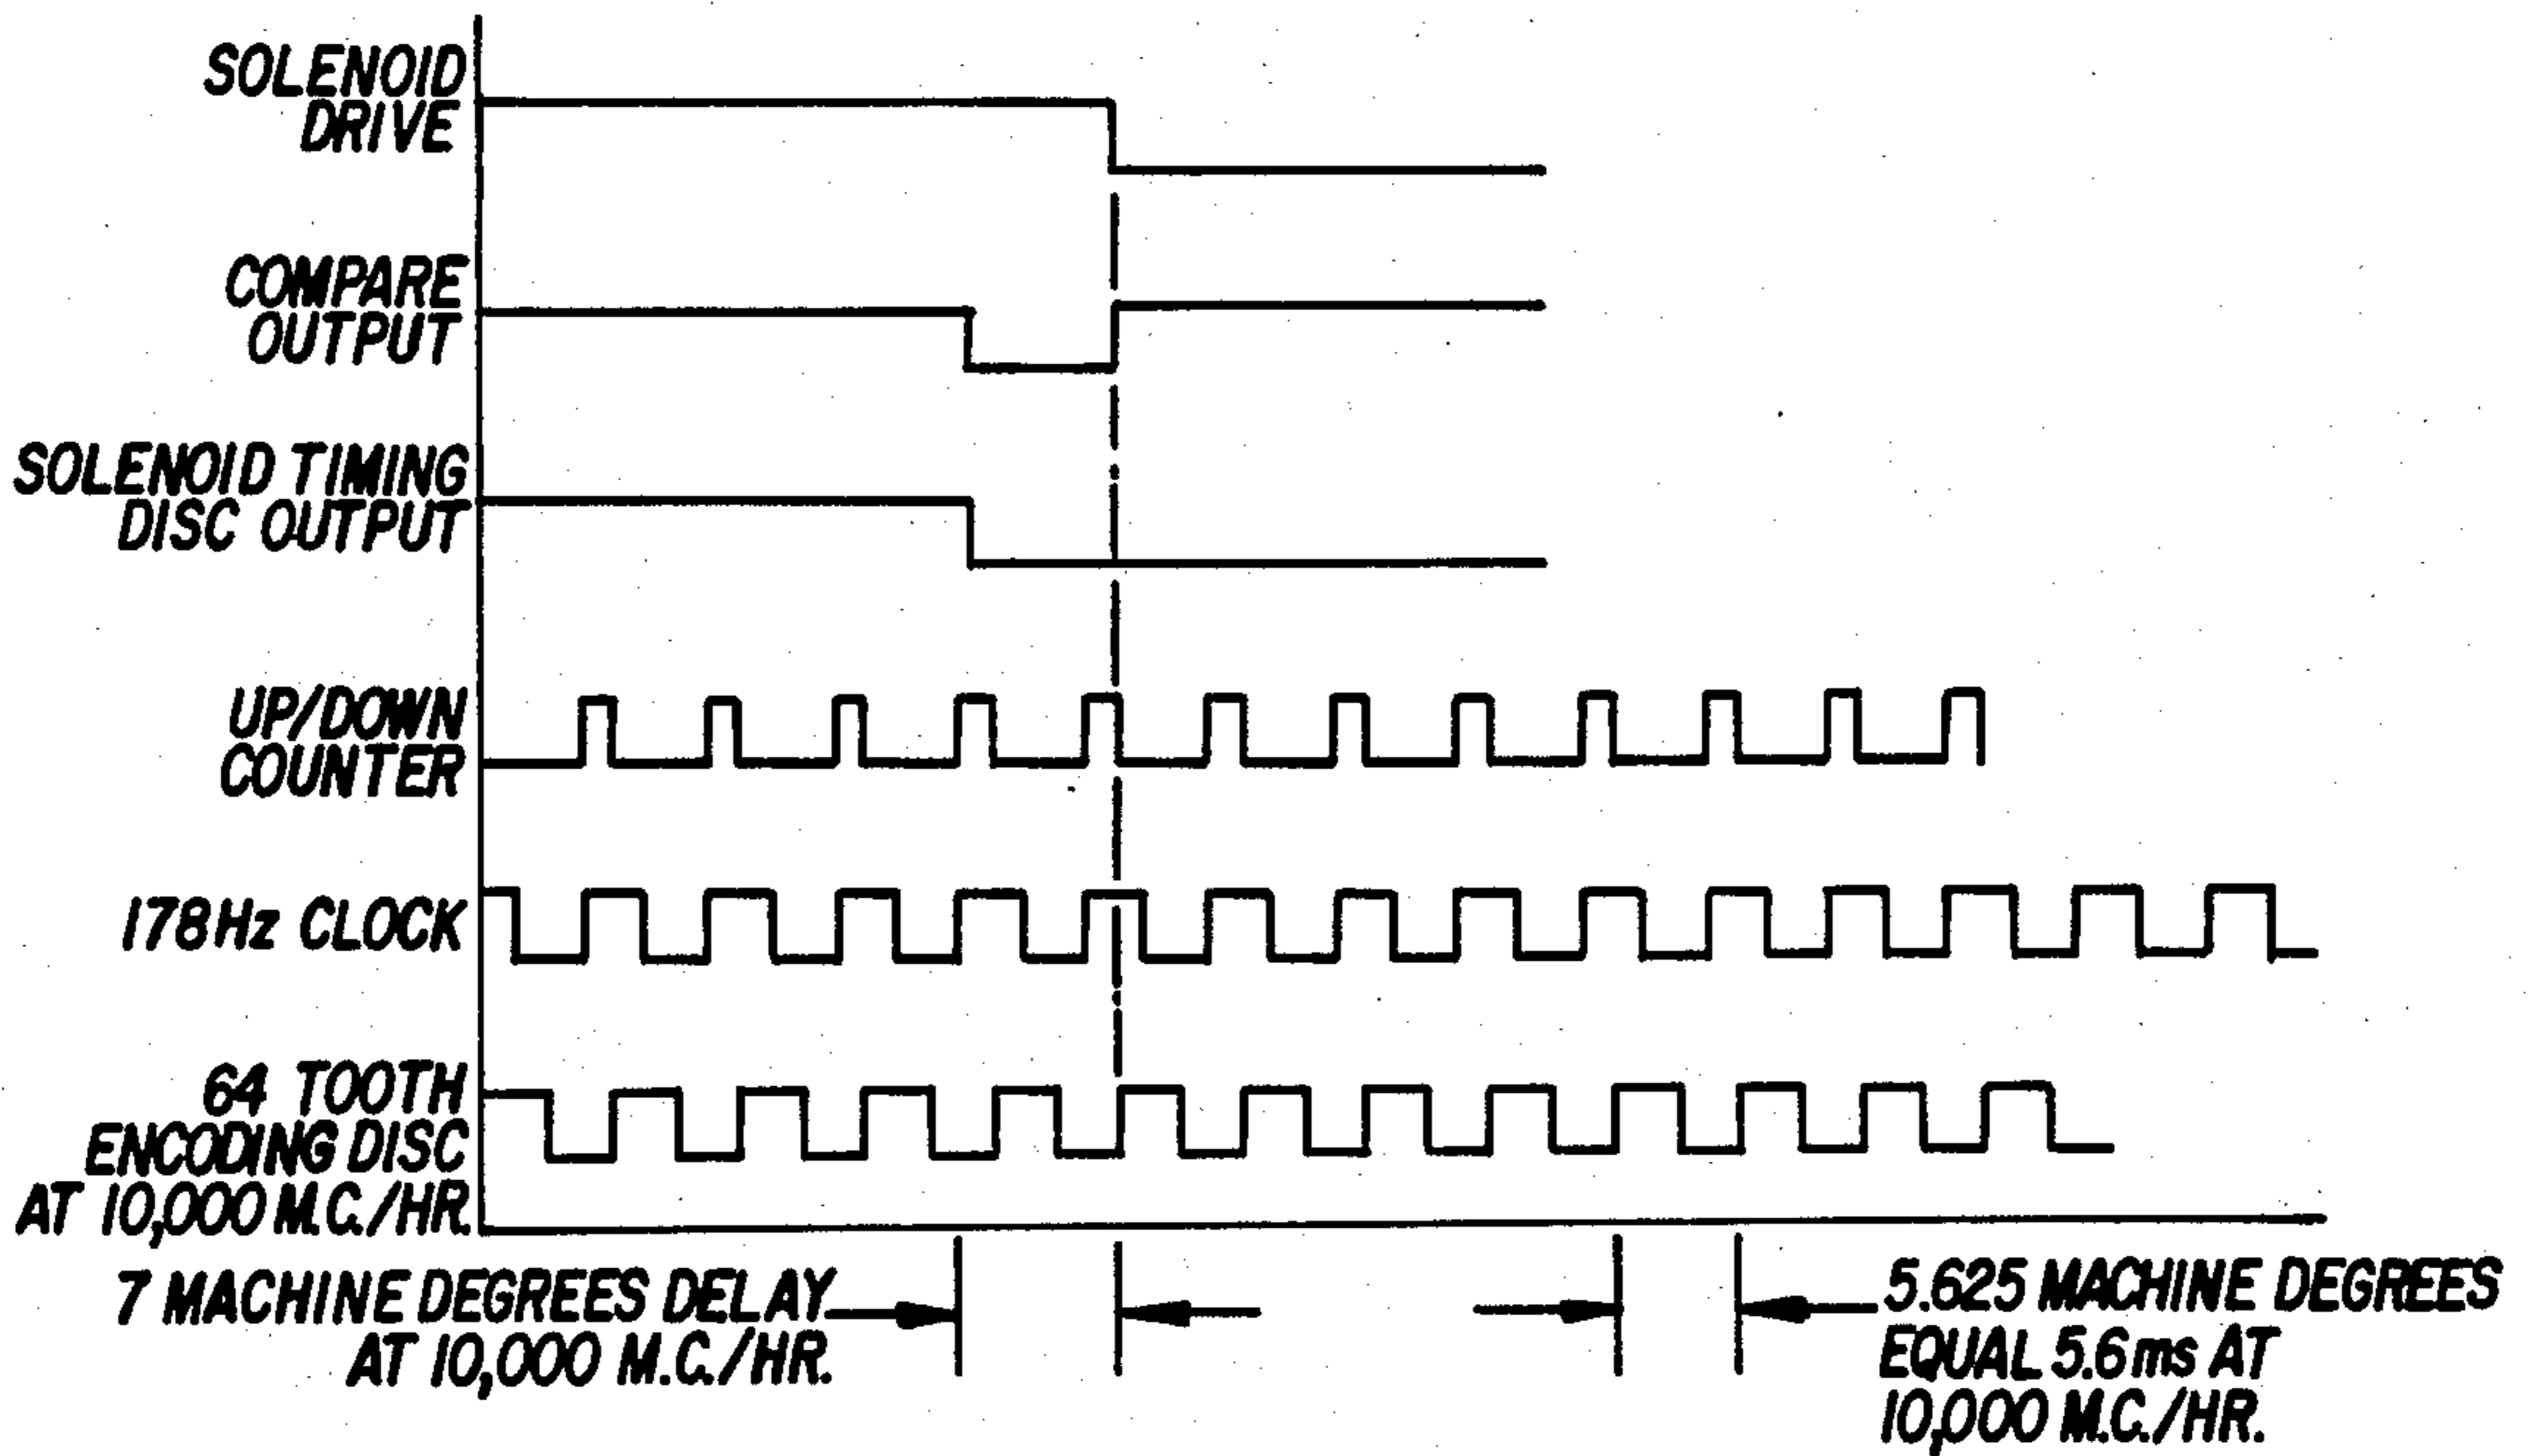 SOLENOID
DRIVE
COMPARE
OUTPUT
SOLENOID TIMING
DISC OUTPUT
UP/DOWN
COUNTER
178Hz CLOCK
64 TOOTH
ENCODING DISC
AT 10,000 M.C./HR.
7 MACHINE DEGREES DELAY
AT 10,000 M.C./HR.
5.625 MACHINE DEGREES
EQUAL 5.6ms AT
10,000 M.C./HR.